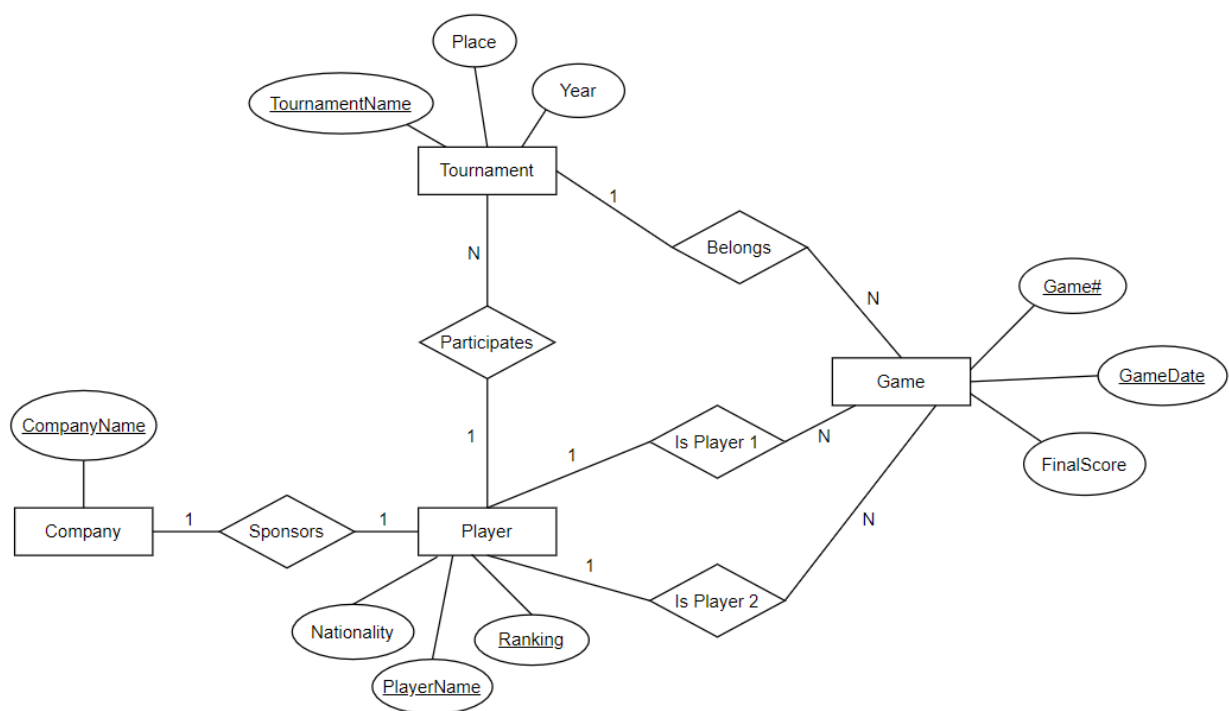 Place
TournamentName
Year
Tournament
1
Belongs
N
N
Participates
1
Game#
GameDate
FinalScore
Game
CompanyName
Company
1
Sponsors
1
Player
1
Is Player 1
N
1
Is Player 2
N
Nationality
PlayerName
Ranking